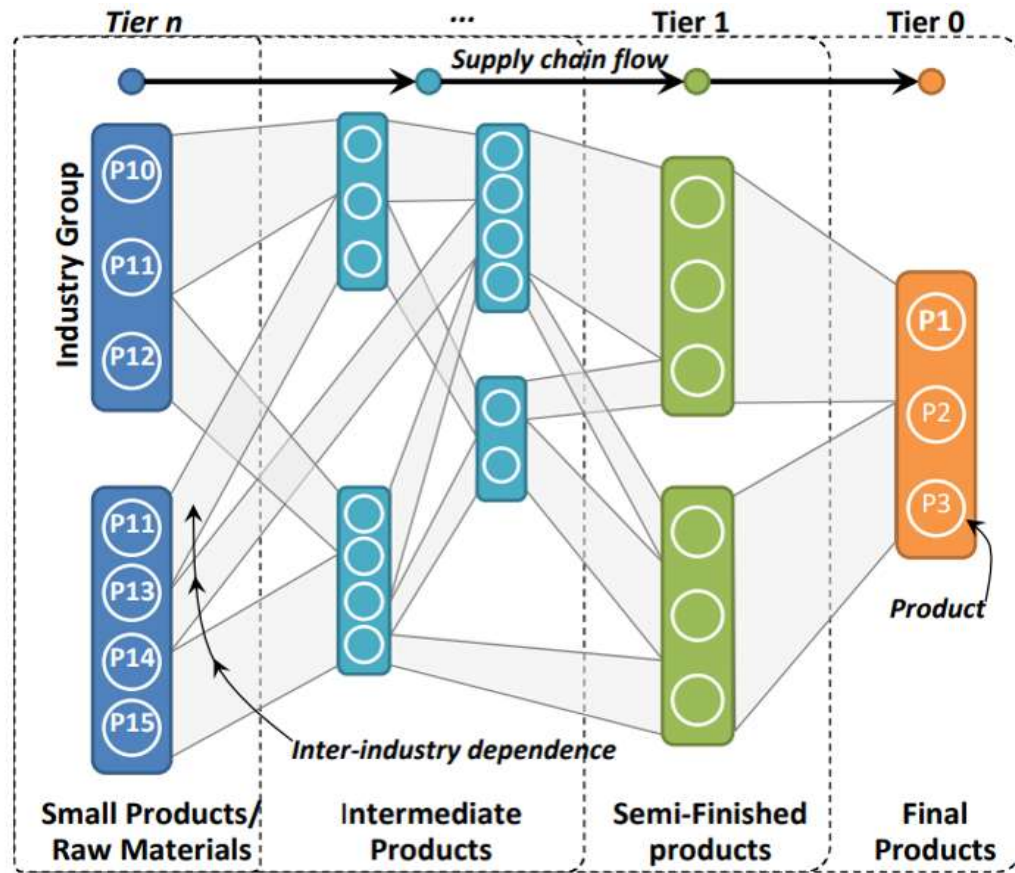 Tier n
...
Tier 1
Tier 0
Supply chain flow
Industry Group
P10
P11
P12
P11
P13
P14
P15
P1
P2
P3
Product
Inter-industry dependence
Small Products/
Raw Materials
Intermediate
Products
Semi-Finished
products
Final
Products